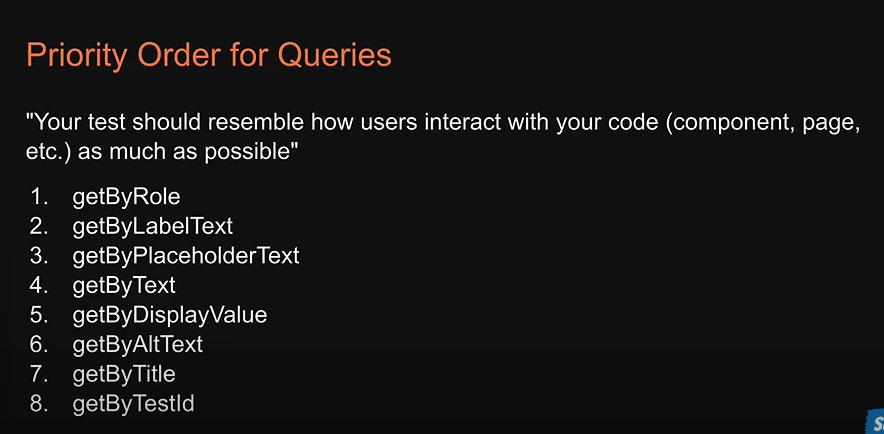 Priority Order for Queries
"Your test should resemble how users interact with your code (component, page,
etc.) as much as possible"
1. getByRole
2. getByLabelText
3. getByPlaceholderText
4. getByText
5. getByDisplayValue
6. getByAltText
7. getByTitle
8. getByTestId